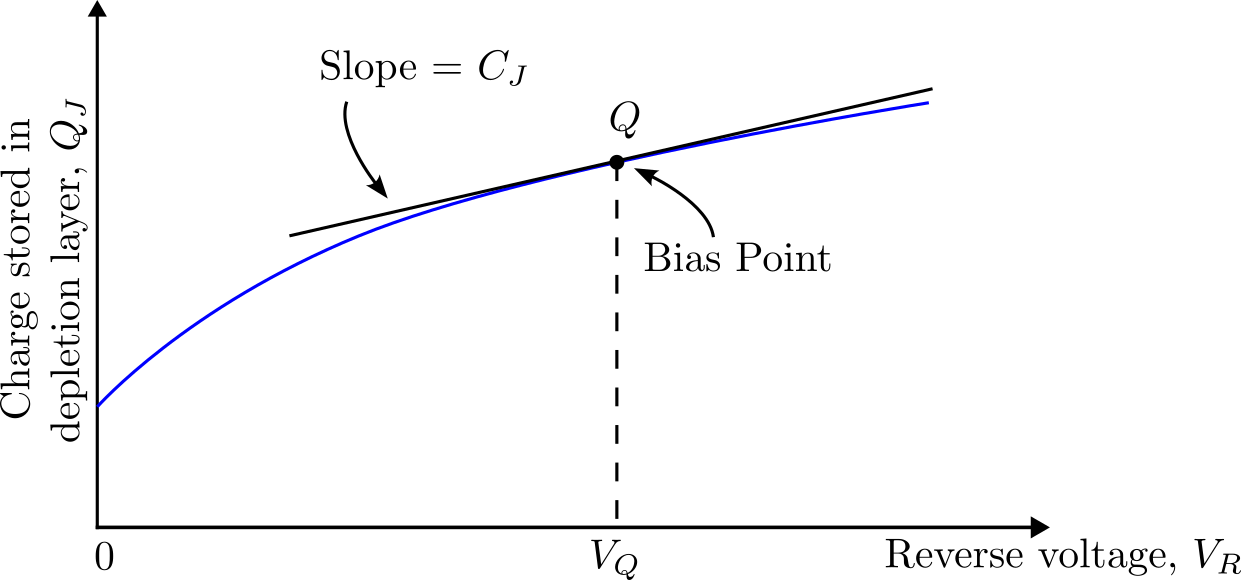 Slope = C_J
Q
Charge stored in
depletion layer, Q_J
Bias Point
0
V_Q
Reverse voltage, V_R